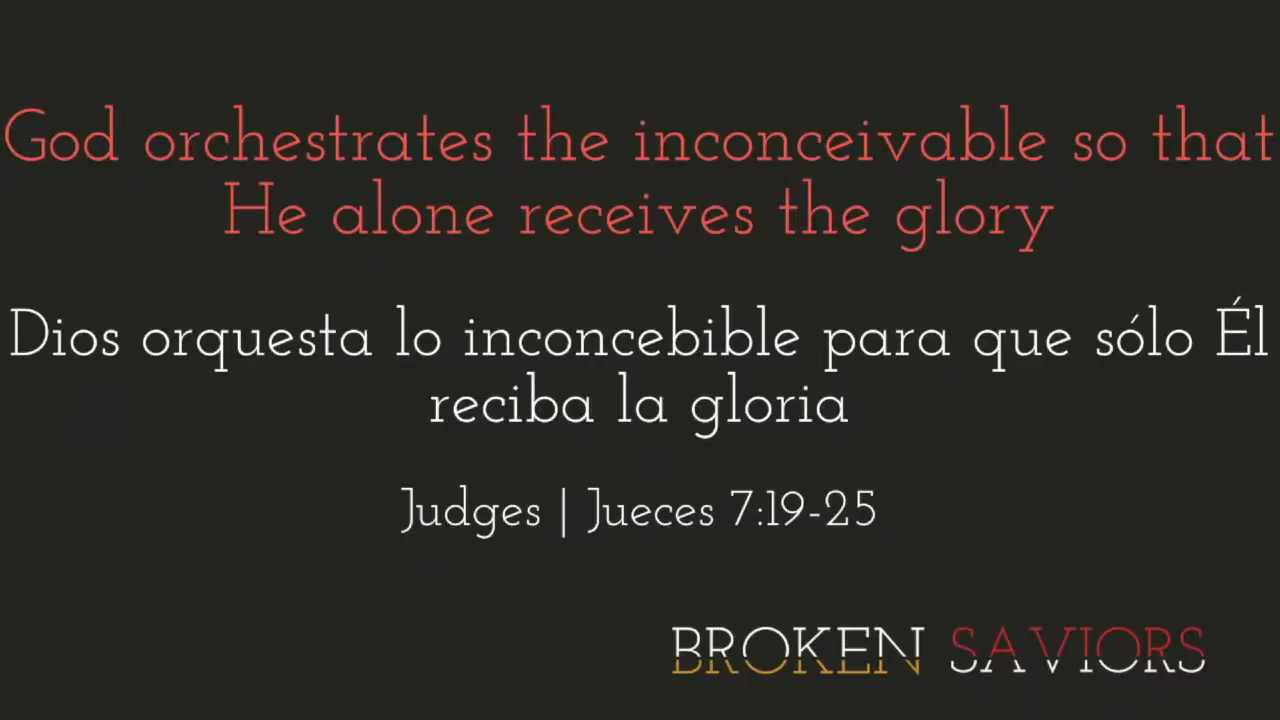 God orchestrates the inconceivable so that
He alone receives the glory
Dios orquesta lo inconcebible para que sólo Él
reciba la gloria
Judges | Jueces 7:19-25
BROKEN SAVIORS